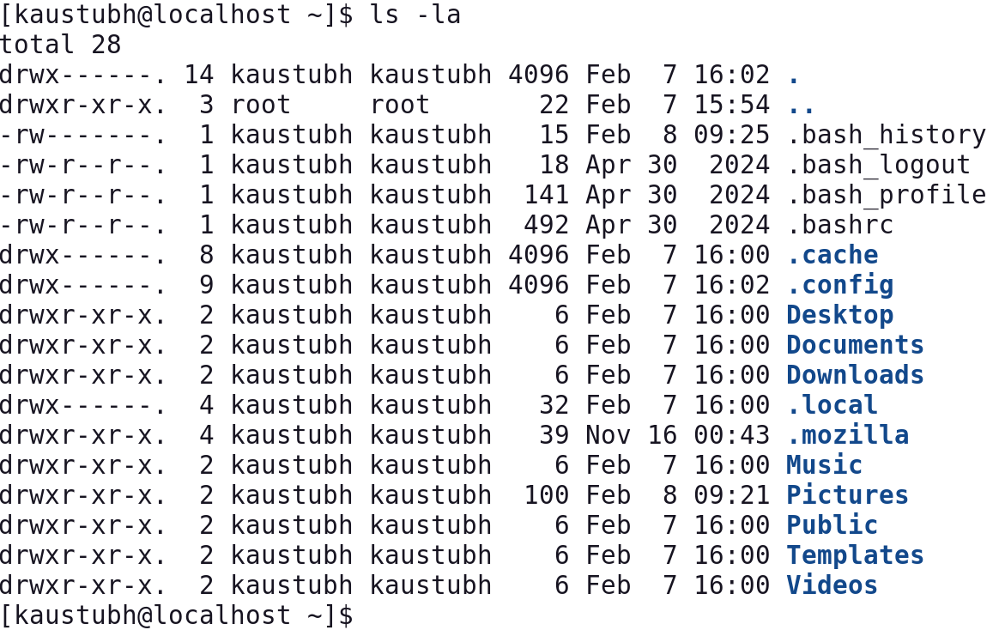 [kaustubh@localhost ~]$ ls -la
total 28
drwx------. 14 kaustubh kaustubh 4096 Feb  7 16:02 .
drwxr-xr-x.  3 root     root       22 Feb  7 15:54 ..
-rw-------.  1 kaustubh kaustubh   15 Feb  8 09:25 .bash_history
-rw-r--r--.  1 kaustubh kaustubh   18 Apr 30  2024 .bash_logout
-rw-r--r--.  1 kaustubh kaustubh  141 Apr 30  2024 .bash_profile
-rw-r--r--.  1 kaustubh kaustubh  492 Apr 30  2024 .bashrc
drwx------.  8 kaustubh kaustubh 4096 Feb  7 16:00 .cache
drwx------.  9 kaustubh kaustubh 4096 Feb  7 16:02 .config
drwxr-xr-x.  2 kaustubh kaustubh    6 Feb  7 16:00 Desktop
drwxr-xr-x.  2 kaustubh kaustubh    6 Feb  7 16:00 Documents
drwxr-xr-x.  2 kaustubh kaustubh    6 Feb  7 16:00 Downloads
drwx------.  4 kaustubh kaustubh   32 Feb  7 16:00 .local
drwxr-xr-x.  4 kaustubh kaustubh   39 Nov 16 00:43 .mozilla
drwxr-xr-x.  2 kaustubh kaustubh    6 Feb  7 16:00 Music
drwxr-xr-x.  2 kaustubh kaustubh  100 Feb  8 09:21 Pictures
drwxr-xr-x.  2 kaustubh kaustubh    6 Feb  7 16:00 Public
drwxr-xr-x.  2 kaustubh kaustubh    6 Feb  7 16:00 Templates
drwxr-xr-x.  2 kaustubh kaustubh    6 Feb  7 16:00 Videos
[kaustubh@localhost ~]$